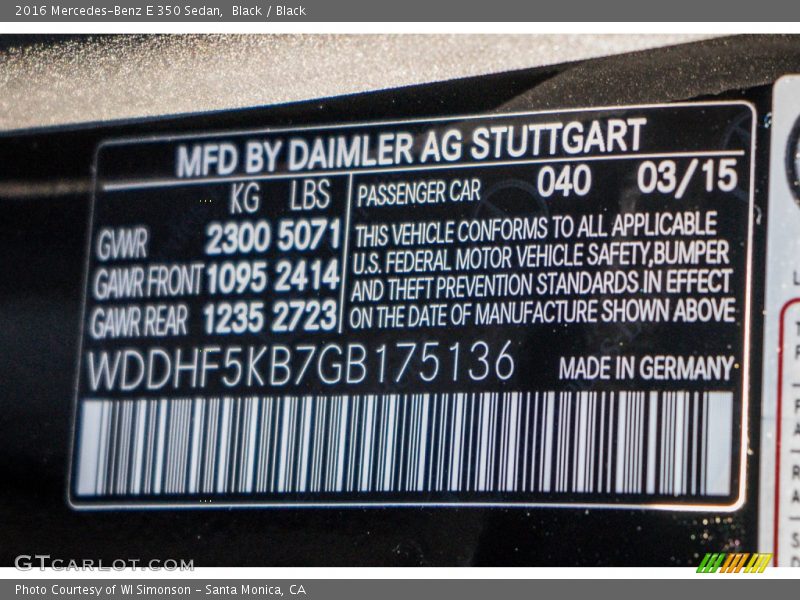 2016 Mercedes-Benz E 350 Sedan,  Black / Black
MFD BY DAIMLER AG STUTTGART
KG LBS
GVWR 2300 5071
GAWR FRONT 1095 2414
GAWR REAR 1235 2723
PASSENGER CAR 040 03/15
THIS VEHICLE CONFORMS TO ALL APPLICABLE
U.S. FEDERAL MOTOR VEHICLE SAFETY,BUMPER
AND THEFT PREVENTION STANDARDS IN EFFECT
ON THE DATE OF MANUFACTURE SHOWN ABOVE
WDDHF5KB7GB175136 MADE IN GERMANY
GTCARLOT.COM
Photo Courtesy of WI Simonson - Santa Monica, CA